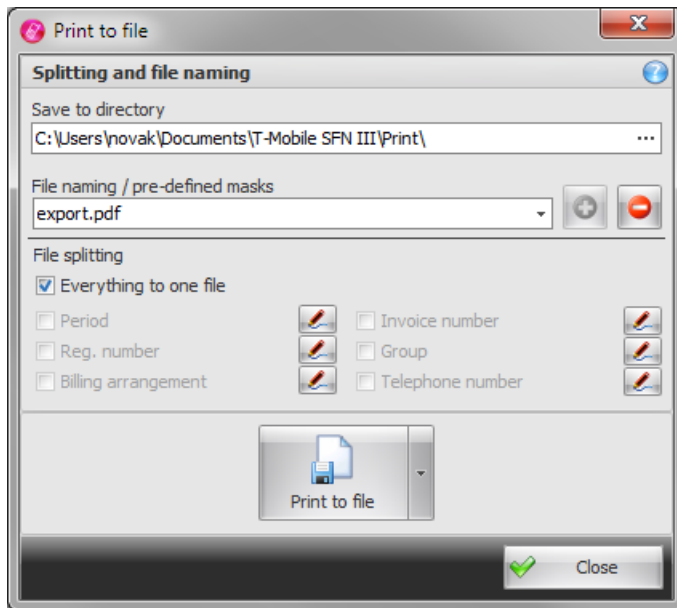 Print to file
Splitting and file naming
Save to directory
C:\Users\novak\Documents\T-Mobile SFN III\Print\
File naming / pre-defined masks
export.pdf
File splitting
Everything to one file
Period
Invoice number
Reg. number
Group
Billing arrangement
Telephone number
Print to file
Close